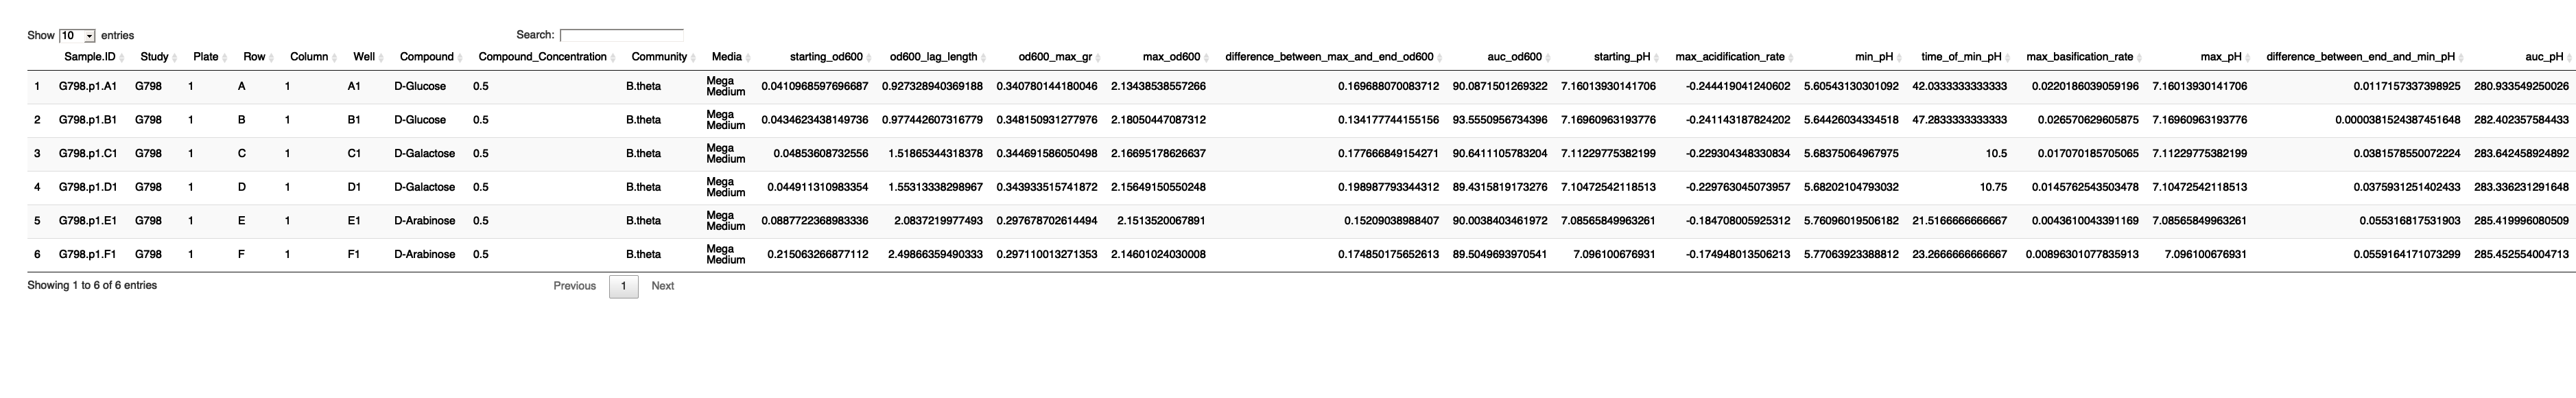 Show 10 entries Search:
Sample.ID Study Plate Row Column Well Compound Compound_Concentration Community Media starting_od600 od600_lag_length od600_max_gr max_od600 difference_between_max_and_end_od600 auc_od600 starting_pH max_acidification_rate min_pH time_of_min_pH max_basification_rate max_pH difference_between_end_and_min_pH auc_pH
1 G798.p1.A1 G798 1 A 1 A1 D-Glucose 0.5 B.theta Mega Medium 0.0410968597696687 0.927328940369188 0.340780144180046 2.13438538557266 0.169688070083712 90.0871501269322 7.16013930141706 -0.244419041240602 5.60543130301092 42.0333333333333 0.0220186039059196 7.16013930141706 0.0117157337398925 280.933549250026
2 G798.p1.B1 G798 1 B 1 B1 D-Glucose 0.5 B.theta Mega Medium 0.0434623438149736 0.977442607316779 0.348150931277976 2.18050447087312 0.134177744155156 93.5550956734396 7.16960963193776 -0.241143187824202 5.64426034334518 47.2833333333333 0.026570629605875 7.16960963193776 0.0000381524387451648 282.402357584433
3 G798.p1.C1 G798 1 C 1 C1 D-Galactose 0.5 B.theta Mega Medium 0.04853608732556 1.51865344318378 0.344691586050498 2.16695178626637 0.177666849154271 90.6411105783204 7.11229775382199 -0.229304348330834 5.68375064967975 10.5 0.017070185705065 7.11229775382199 0.0381578550072224 283.642458924892
4 G798.p1.D1 G798 1 D 1 D1 D-Galactose 0.5 B.theta Mega Medium 0.044911310983354 1.55313338298967 0.343933515741872 2.15649150550248 0.198987793344312 89.4315819173276 7.10472542118513 -0.229763045073957 5.68202104793032 10.75 0.0145762543503478 7.10472542118513 0.0375931251402433 283.336231291648
5 G798.p1.E1 G798 1 E 1 E1 D-Arabinose 0.5 B.theta Mega Medium 0.0887722368983336 2.0837219977493 0.297678702614494 2.1513520067891 0.15209038988407 90.0038403461972 7.08565849963261 -0.184708005925312 5.76096019506182 21.5166666666667 0.0043610043391169 7.08565849963261 0.055316817531903 285.419996080509
6 G798.p1.F1 G798 1 F 1 F1 D-Arabinose 0.5 B.theta Mega Medium 0.215063266877112 2.49866359490333 0.297110013271353 2.14601024030008 0.174850175652613 89.5049693970541 7.096100676931 -0.174948013506213 5.77063923388812 23.2666666666667 0.00896301077835913 7.096100676931 0.0559164171073299 285.452554004713
Showing 1 to 6 of 6 entries Previous 1 Next